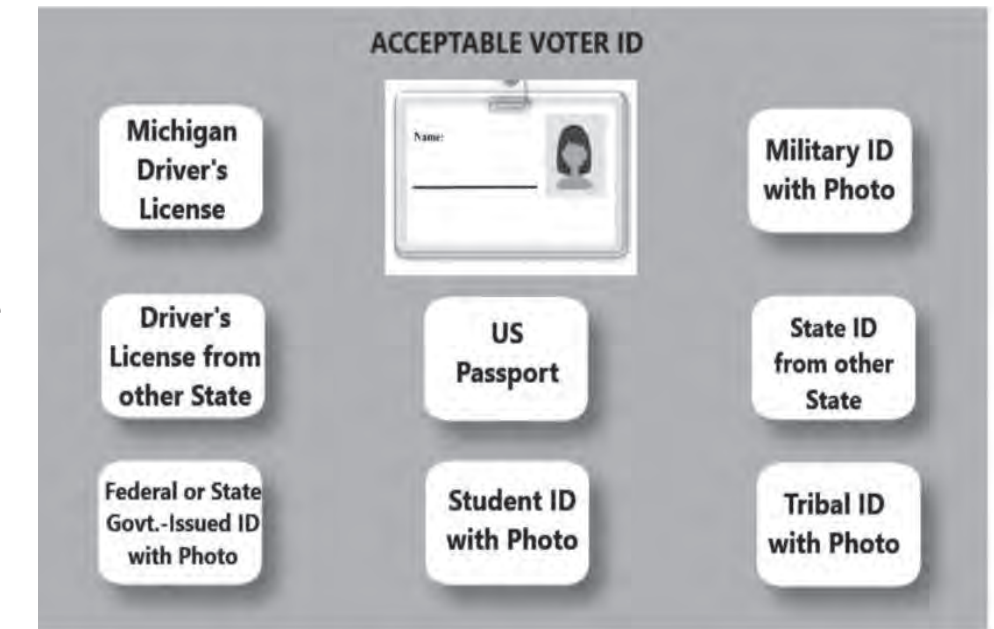 ACCEPTABLE VOTER ID
Michigan
Driver's
License
Name:
Military ID
with Photo
Driver's
License from
other State
US
Passport
State ID
from other
State
Federal or State
Govt.-Issued ID
with Photo
Student ID
with Photo
Tribal ID
with Photo